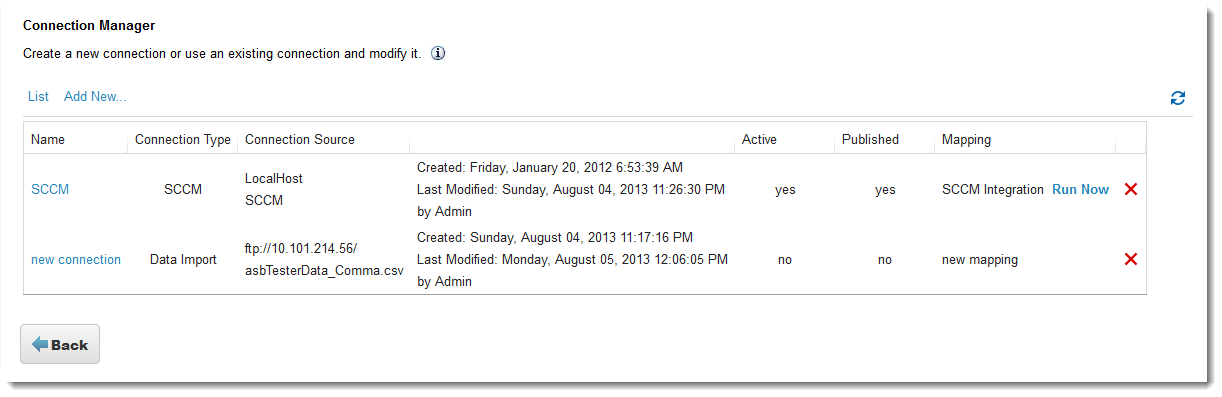 Connection Manager
Create a new connection or use an existing connection and modify it.
List Add New...
Name Connection Type Connection Source Active Published Mapping
SCCM SCCM LocalHost
SCCM Created: Friday, January 20, 2012 6:53:39 AM
Last Modified: Sunday, August 04, 2013 11:26:30 PM
by Admin yes yes SCCM Integration Run Now
new connection Data Import ftp://10.101.214.56/
asbTesterData_Comma.csv Created: Sunday, August 04, 2013 11:17:16 PM
Last Modified: Monday, August 05, 2013 12:06:05 PM
by Admin no no new mapping
Back